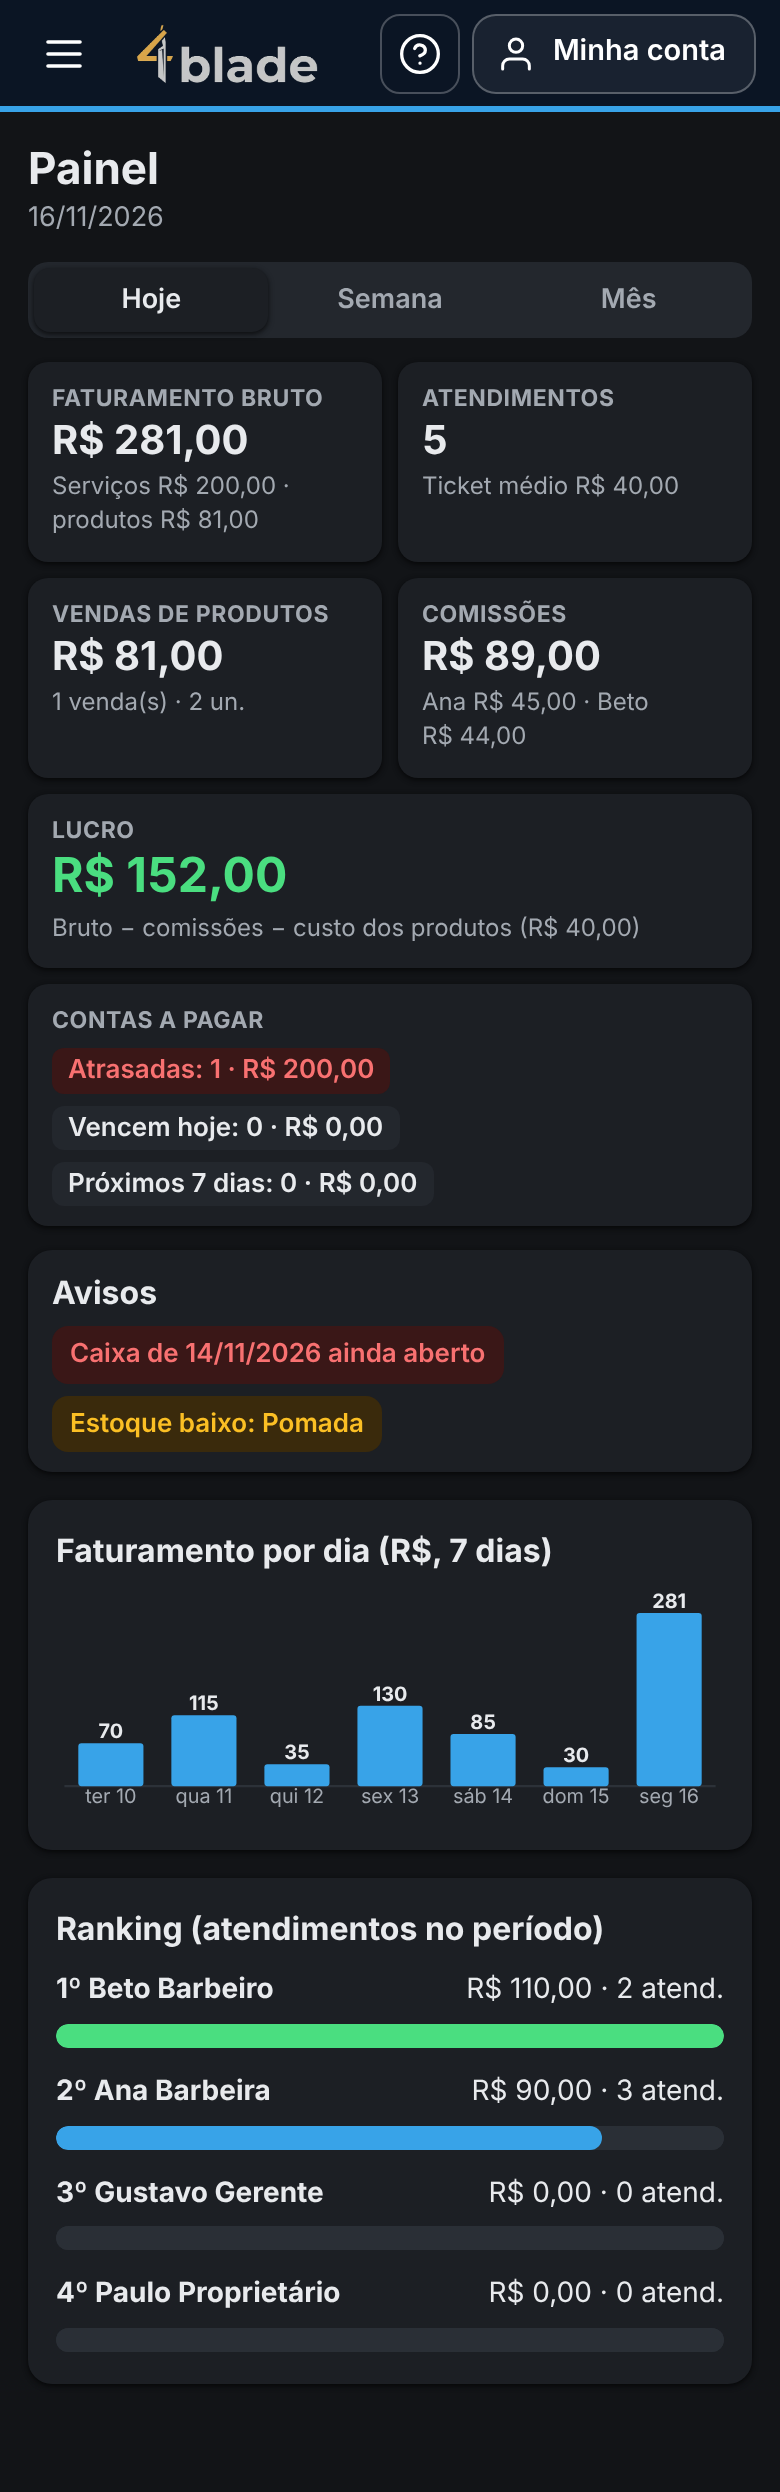 4blade
Minha conta
Painel
16/11/2026
Hoje
Semana
Mês
FATURAMENTO BRUTO
R$ 281,00
Serviços R$ 200,00 ·
produtos R$ 81,00
ATENDIMENTOS
5
Ticket médio R$ 40,00
VENDAS DE PRODUTOS
R$ 81,00
1 venda(s) · 2 un.
COMISSÕES
R$ 89,00
Ana R$ 45,00 · Beto
R$ 44,00
LUCRO
R$ 152,00
Bruto − comissões − custo dos produtos (R$ 40,00)
CONTAS A PAGAR
Atrasadas: 1 · R$ 200,00
Vencem hoje: 0 · R$ 0,00
Próximos 7 dias: 0 · R$ 0,00
Avisos
Caixa de 14/11/2026 ainda aberto
Estoque baixo: Pomada
Faturamento por dia (R$, 7 dias)
70
115
35
130
85
30
281
ter 10
qua 11
qui 12
sex 13
sáb 14
dom 15
seg 16
Ranking (atendimentos no período)
1º Beto Barbeiro
R$ 110,00 · 2 atend.
2º Ana Barbeira
R$ 90,00 · 3 atend.
3º Gustavo Gerente
R$ 0,00 · 0 atend.
4º Paulo Proprietário
R$ 0,00 · 0 atend.